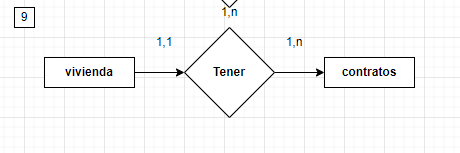 9
1,n
1,1
1,n
vivienda
Tener
contratos